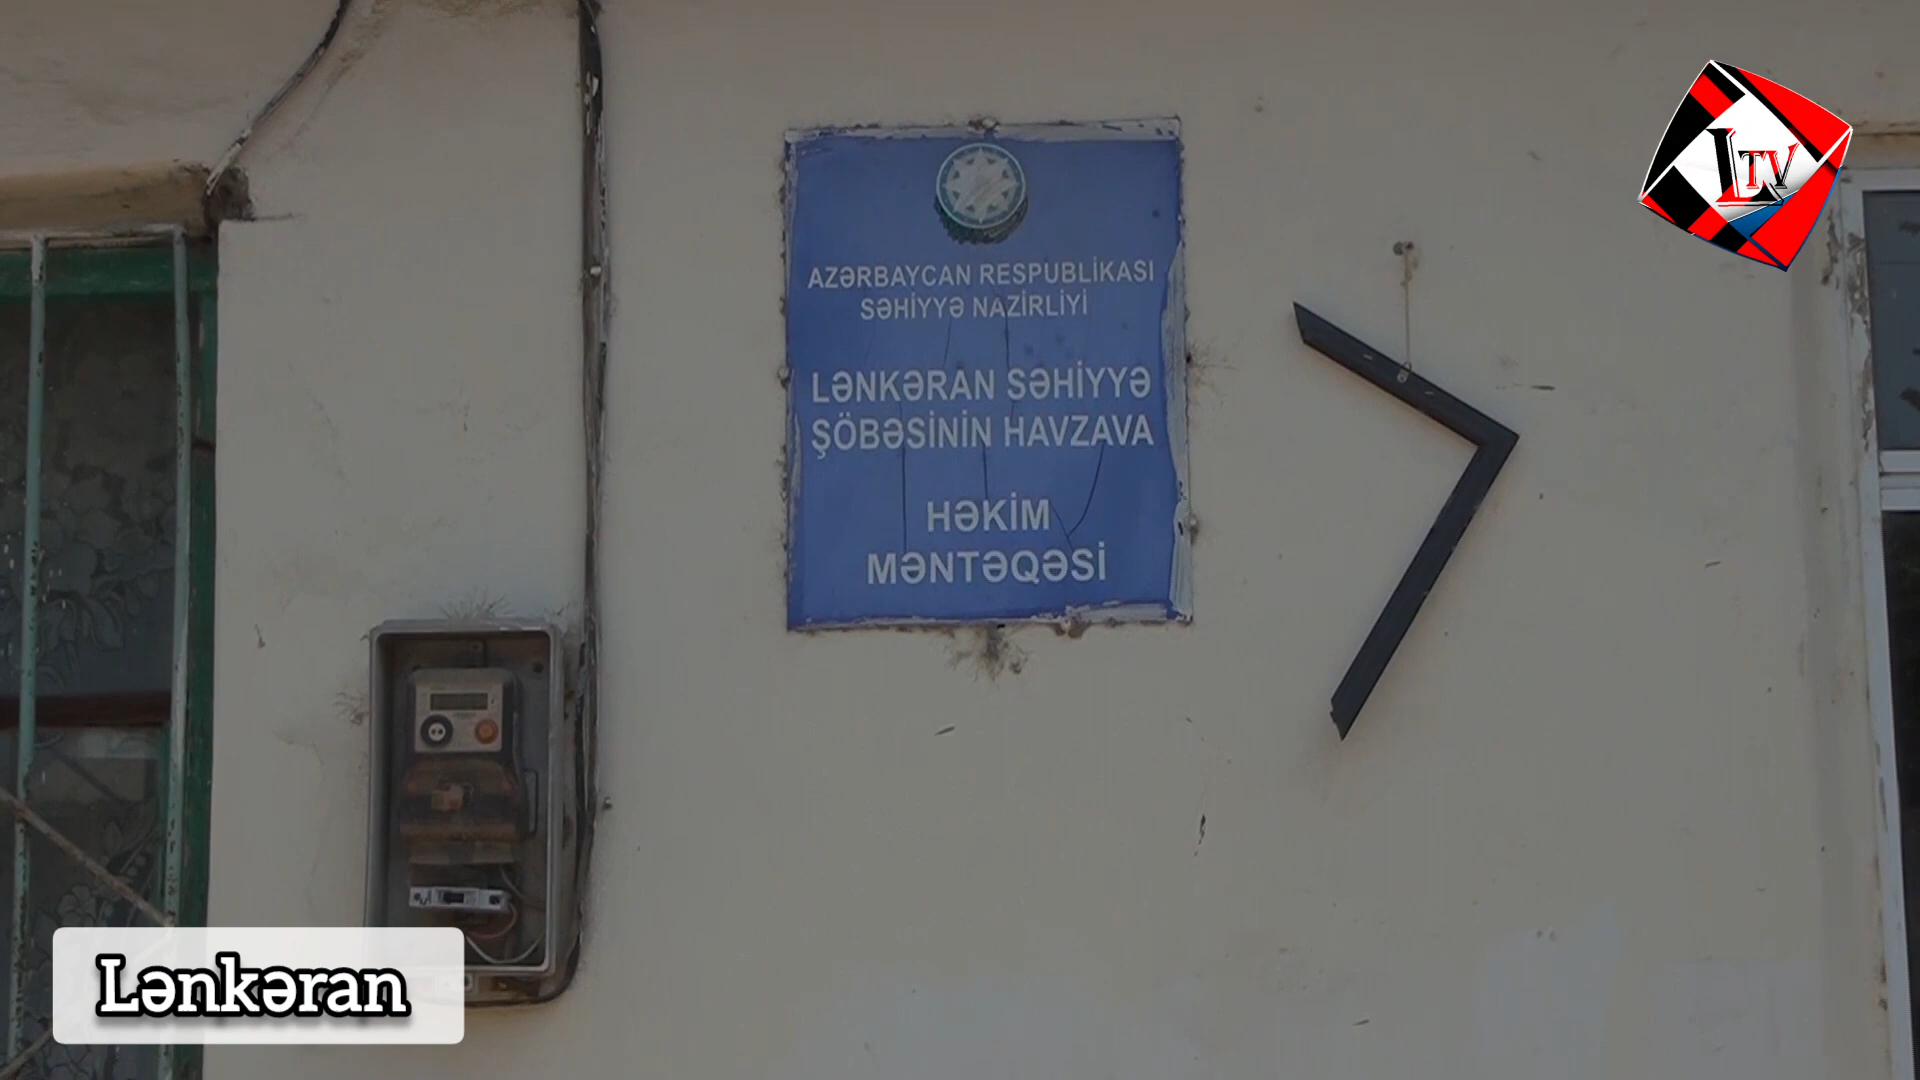 LTV
AZƏRBAYCAN RESPUBLİKASI
SƏHİYYƏ NAZİRLİYİ
LƏNKƏRAN SƏHİYYƏ
ŞÖBƏSİNİN HAVZAVA
HƏKİM
MƏNTƏQƏSİ
Lənkəran